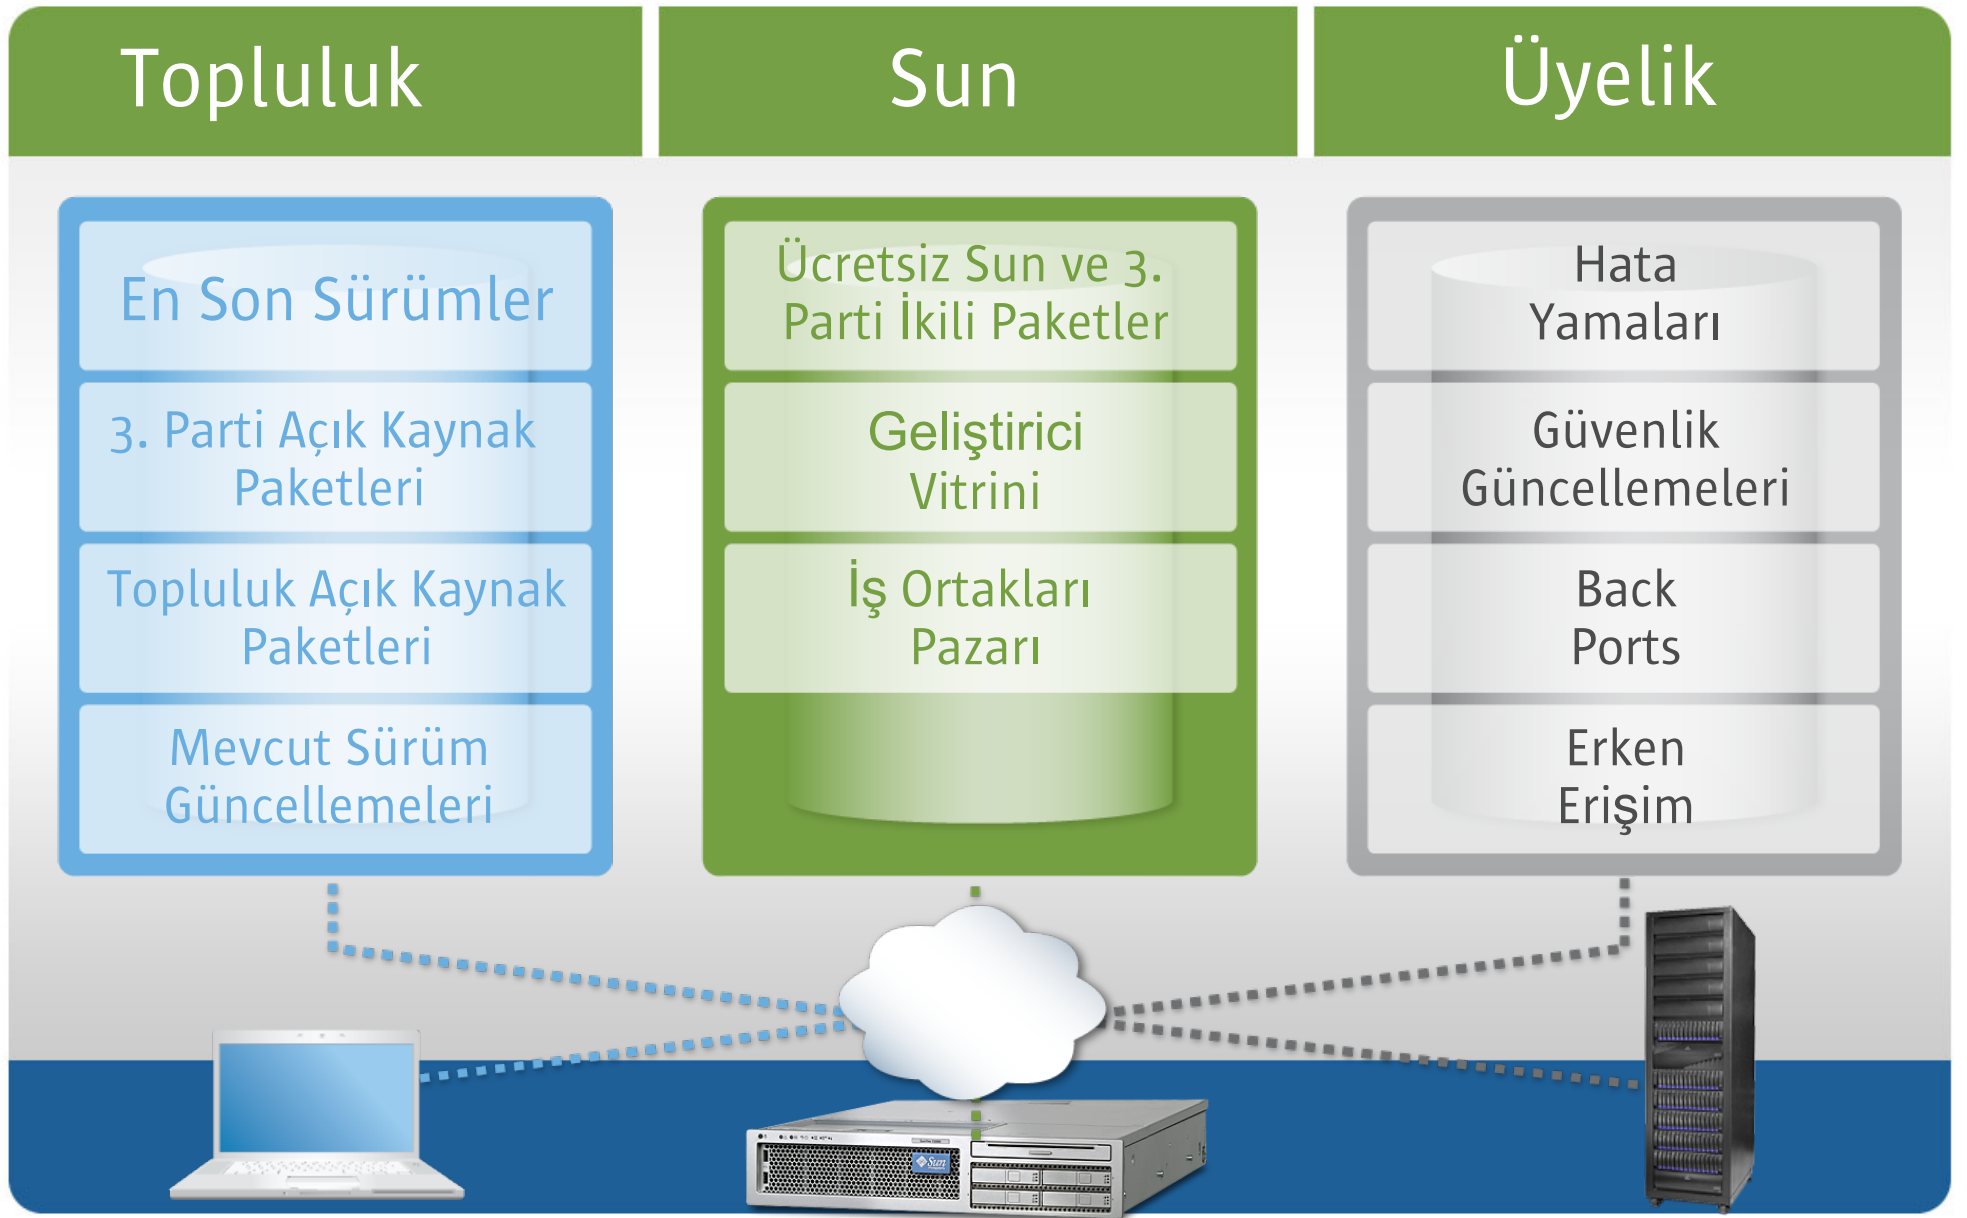 Topluluk
Sun
Üyelik
En Son Sürümler
3. Parti Açık Kaynak
Paketleri
Topluluk Açık Kaynak
Paketleri
Mevcut Sürüm
Güncellemeleri
Ücretsiz Sun ve 3.
Parti İkili Paketler
Geliştirici
Vitrini
İş Ortakları
Pazarı
Hata
Yamaları
Güvenlik
Güncellemeleri
Back
Ports
Erken
Erişim
Sun